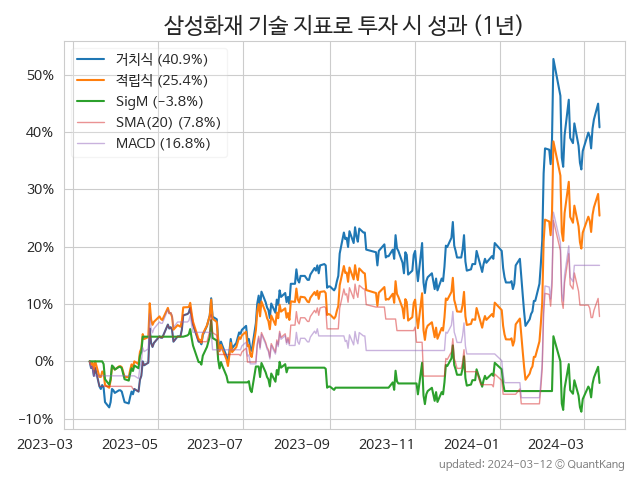 삼성화재 기술 지표로 투자 시 성과 (1년)
거치식 (40.9%)
적립식 (25.4%)
SigM (−3.8%)
SMA(20) (7.8%)
MACD (16.8%)
50%
40%
30%
20%
10%
0%
−10%
2023-03 2023-05 2023-07 2023-09 2023-11 2024-01 2024-03
updated: 2024-03-12 © QuantKang